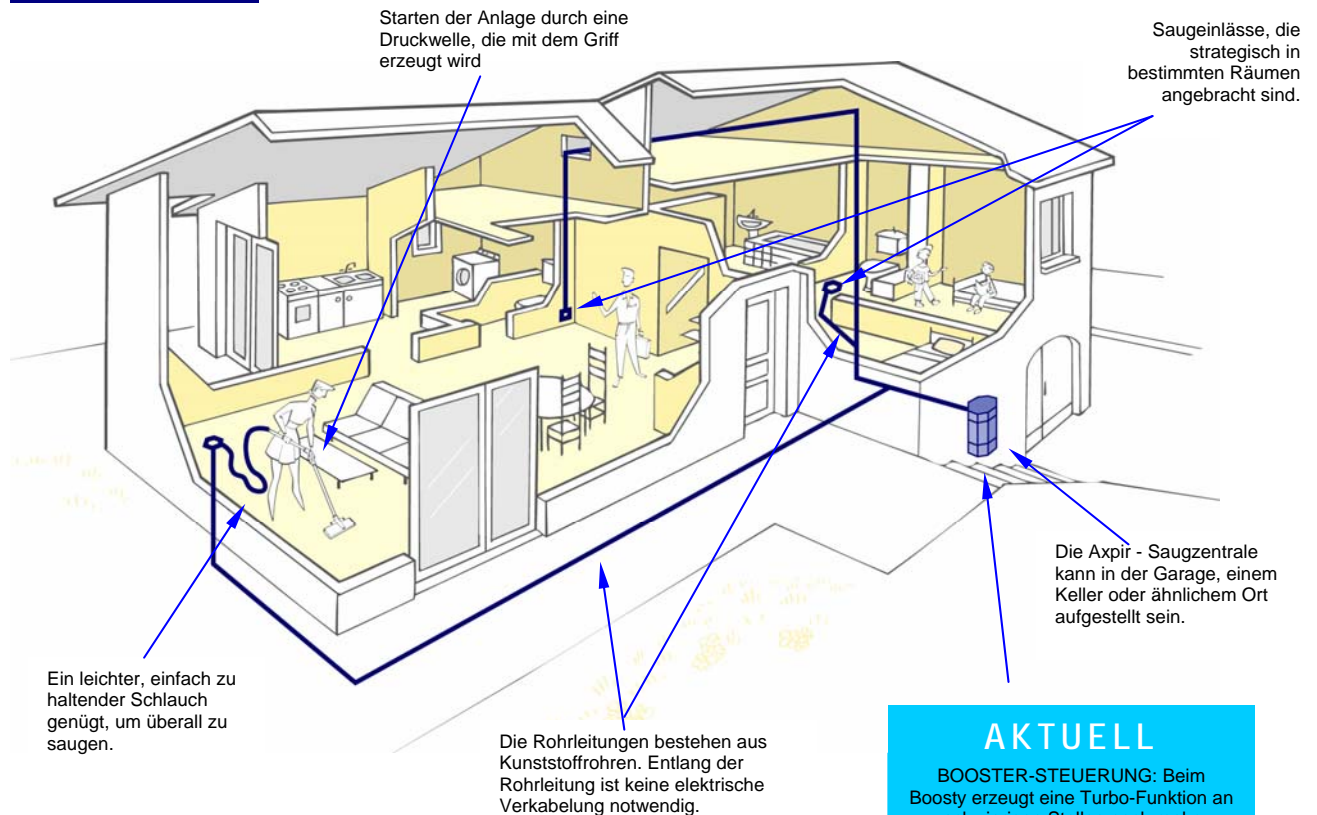 Starten der Anlage durch eine
Druckwelle, die mit dem Griff
erzeugt wird
Saugeinlässe, die
strategisch in
bestimmten Räumen
angebracht sind.
Die Axpir - Saugzentrale
kann in der Garage, einem
Keller oder ähnlichem Ort
aufgestellt sein.
Ein leichter, einfach zu
haltender Schlauch
genügt, um überall zu
saugen.
Die Rohrleitungen bestehen aus
Kunststoffrohren. Entlang der
Rohrleitung ist keine elektrische
Verkabelung notwendig.
AKTUELL
BOOSTER-STEUERUNG: Beim
Boosty erzeugt eine Turbo-Funktion an